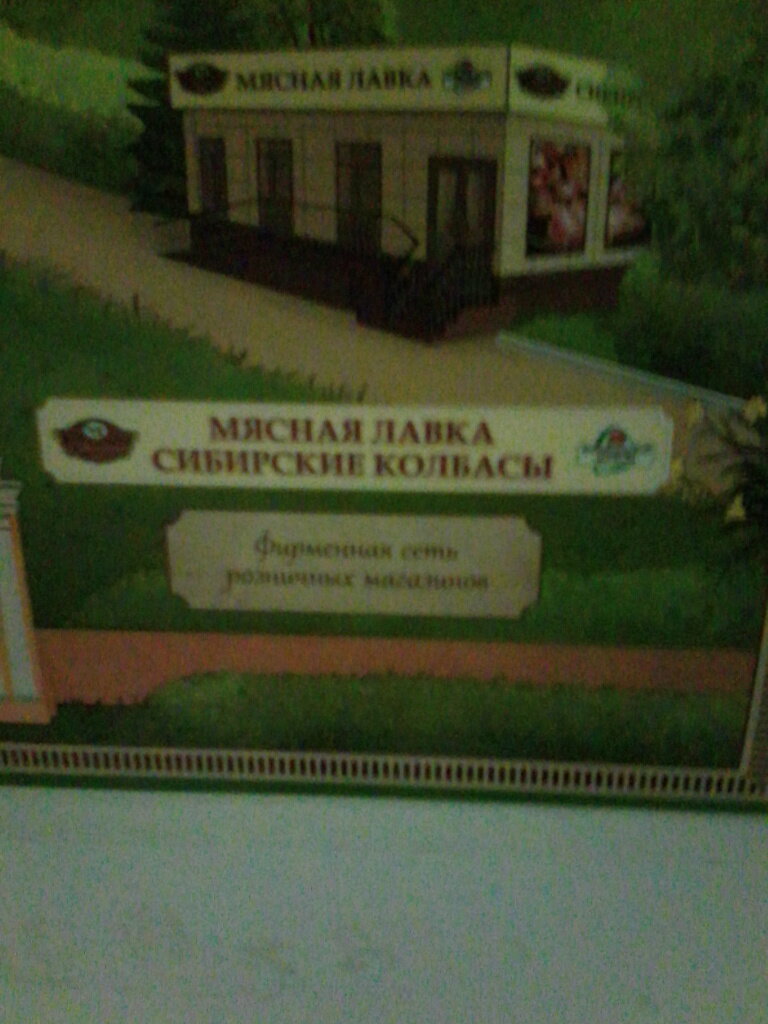 МЯСНАЯ ЛАВКА
МЯСНАЯ ЛАВКА
СИБИРСКИЕ КОЛБАСЫ
Фирменная сеть
розничных магазинов